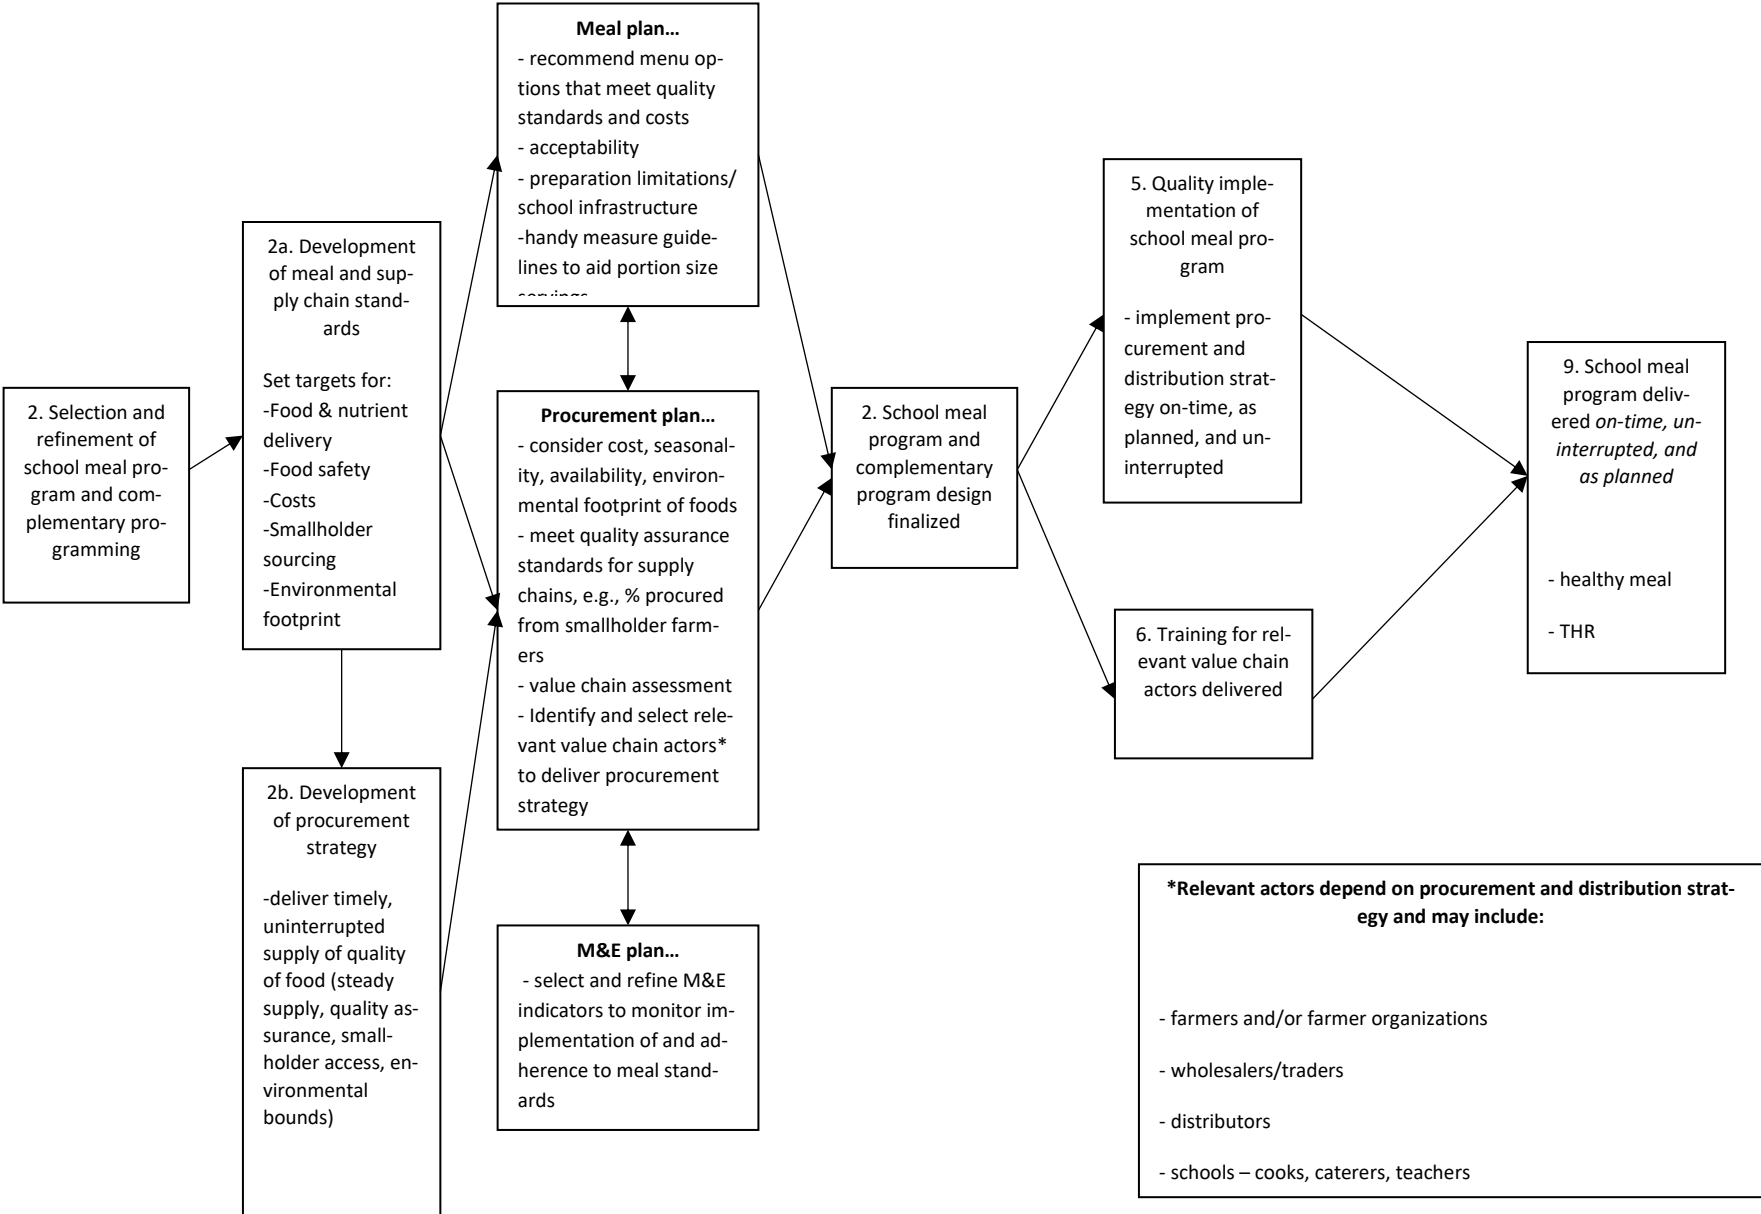 2. Selection and
refinement of
school meal pro-
gram and com-
plementary pro-
gramming
2a. Development
of meal and sup-
ply chain stand-
ards
Set targets for:
-Food & nutrient
delivery
-Food safety
-Costs
-Smallholder
sourcing
-Environmental
footprint
2b. Development
of procurement
strategy
-deliver timely,
uninterrupted
supply of quality
of food (steady
supply, quality as-
surance, small-
holder access, en-
vironmental
bounds)
Meal plan...
- recommend menu op-
tions that meet quality
standards and costs
- acceptability
- preparation limitations/
school infrastructure
-handy measure guide-
lines to aid portion size
servings
Procurement plan...
- consider cost, seasonal-
ity, availability, environ-
mental footprint of foods
- meet quality assurance
standards for supply
chains, e.g., % procured
from smallholder farm-
ers
- value chain assessment
- Identify and select rele-
vant value chain actors*
to deliver procurement
strategy
M&E plan...
- select and refine M&E
indicators to monitor im-
plementation of and ad-
herence to meal stand-
ards
2. School meal
program and
complementary
program design
finalized
5. Quality imple-
mentation of
school meal pro-
gram
- implement pro-
curement and
distribution strat-
egy on-time, as
planned, and un-
interrupted
6. Training for rel-
evant value chain
actors delivered
9. School meal
program deliv-
ered on-time, un-
interrupted, and
as planned
- healthy meal
- THR
*Relevant actors depend on procurement and distribution strat-
egy and may include:
- farmers and/or farmer organizations
- wholesalers/traders
- distributors
- schools – cooks, caterers, teachers